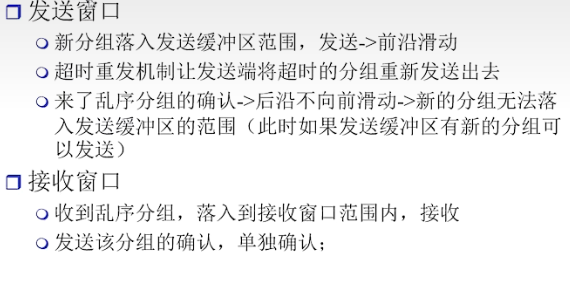 发送窗口
新分组落入发送缓冲区范围，发送->前沿滑动
超时重发机制让发送端将超时的分组重新发送出去
来了乱序分组的确认->后沿不向前滑动->新的分组无法落
入发送缓冲区的范围（此时如果发送缓冲区有新的分组可
以发送）
接收窗口
收到乱序分组，落入到接收窗口范围内，接收
发送该分组的确认，单独确认；